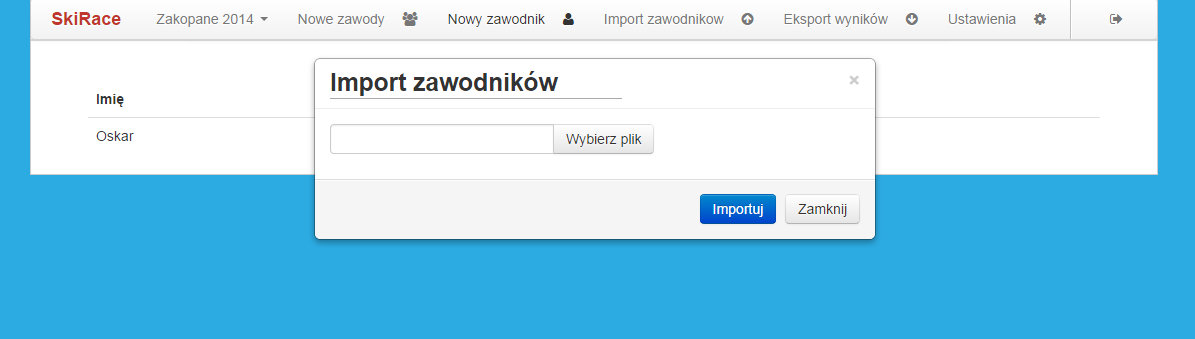 SkiRace Zakopane 2014 Nowe zawody Nowy zawodnik Import zawodnikow Eksport wyników Ustawienia
Import zawodników ×
Imię
Oskar
Wybierz plik
Importuj Zamknij